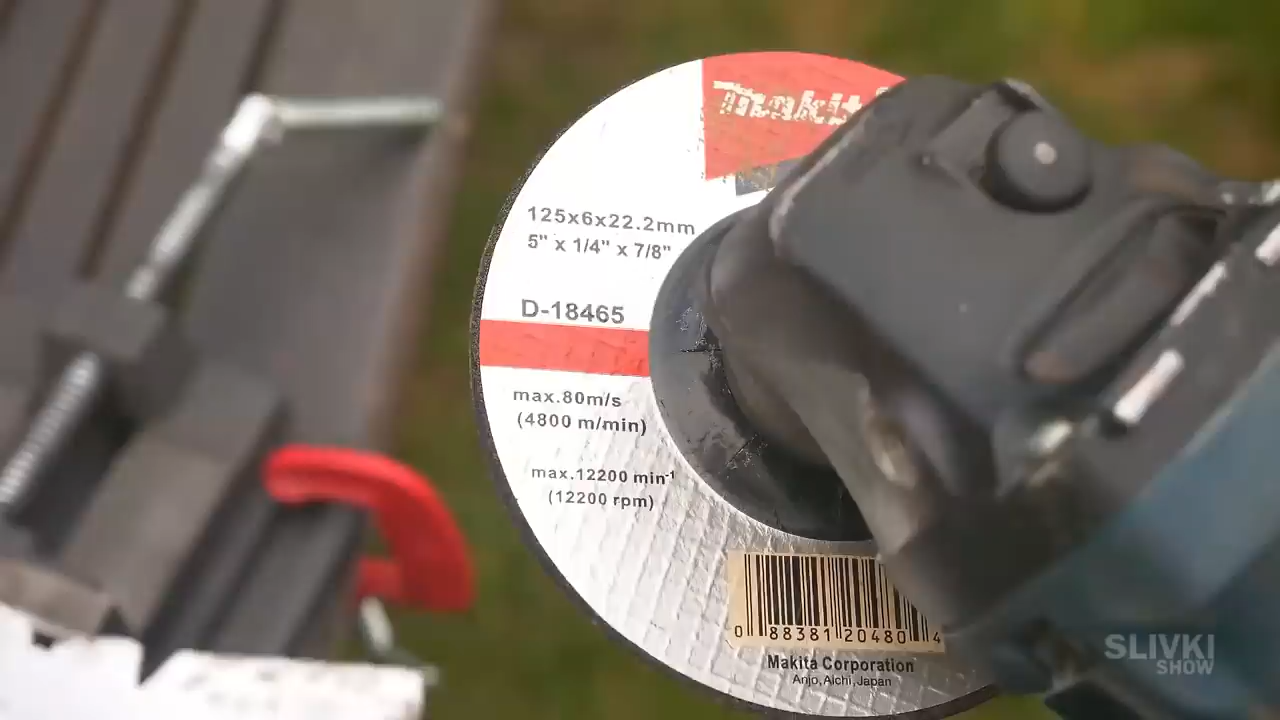 makita
125x6x22.2mm
5" x 1/4" x 7/8"
D-18465
max.80m/s
(4800 m/min)
max.12200 min-1
(12200 rpm)
0 88381 20480 4
Makita Corporation
Anjo, Aichi, Japan
SLIVKI
SHOW